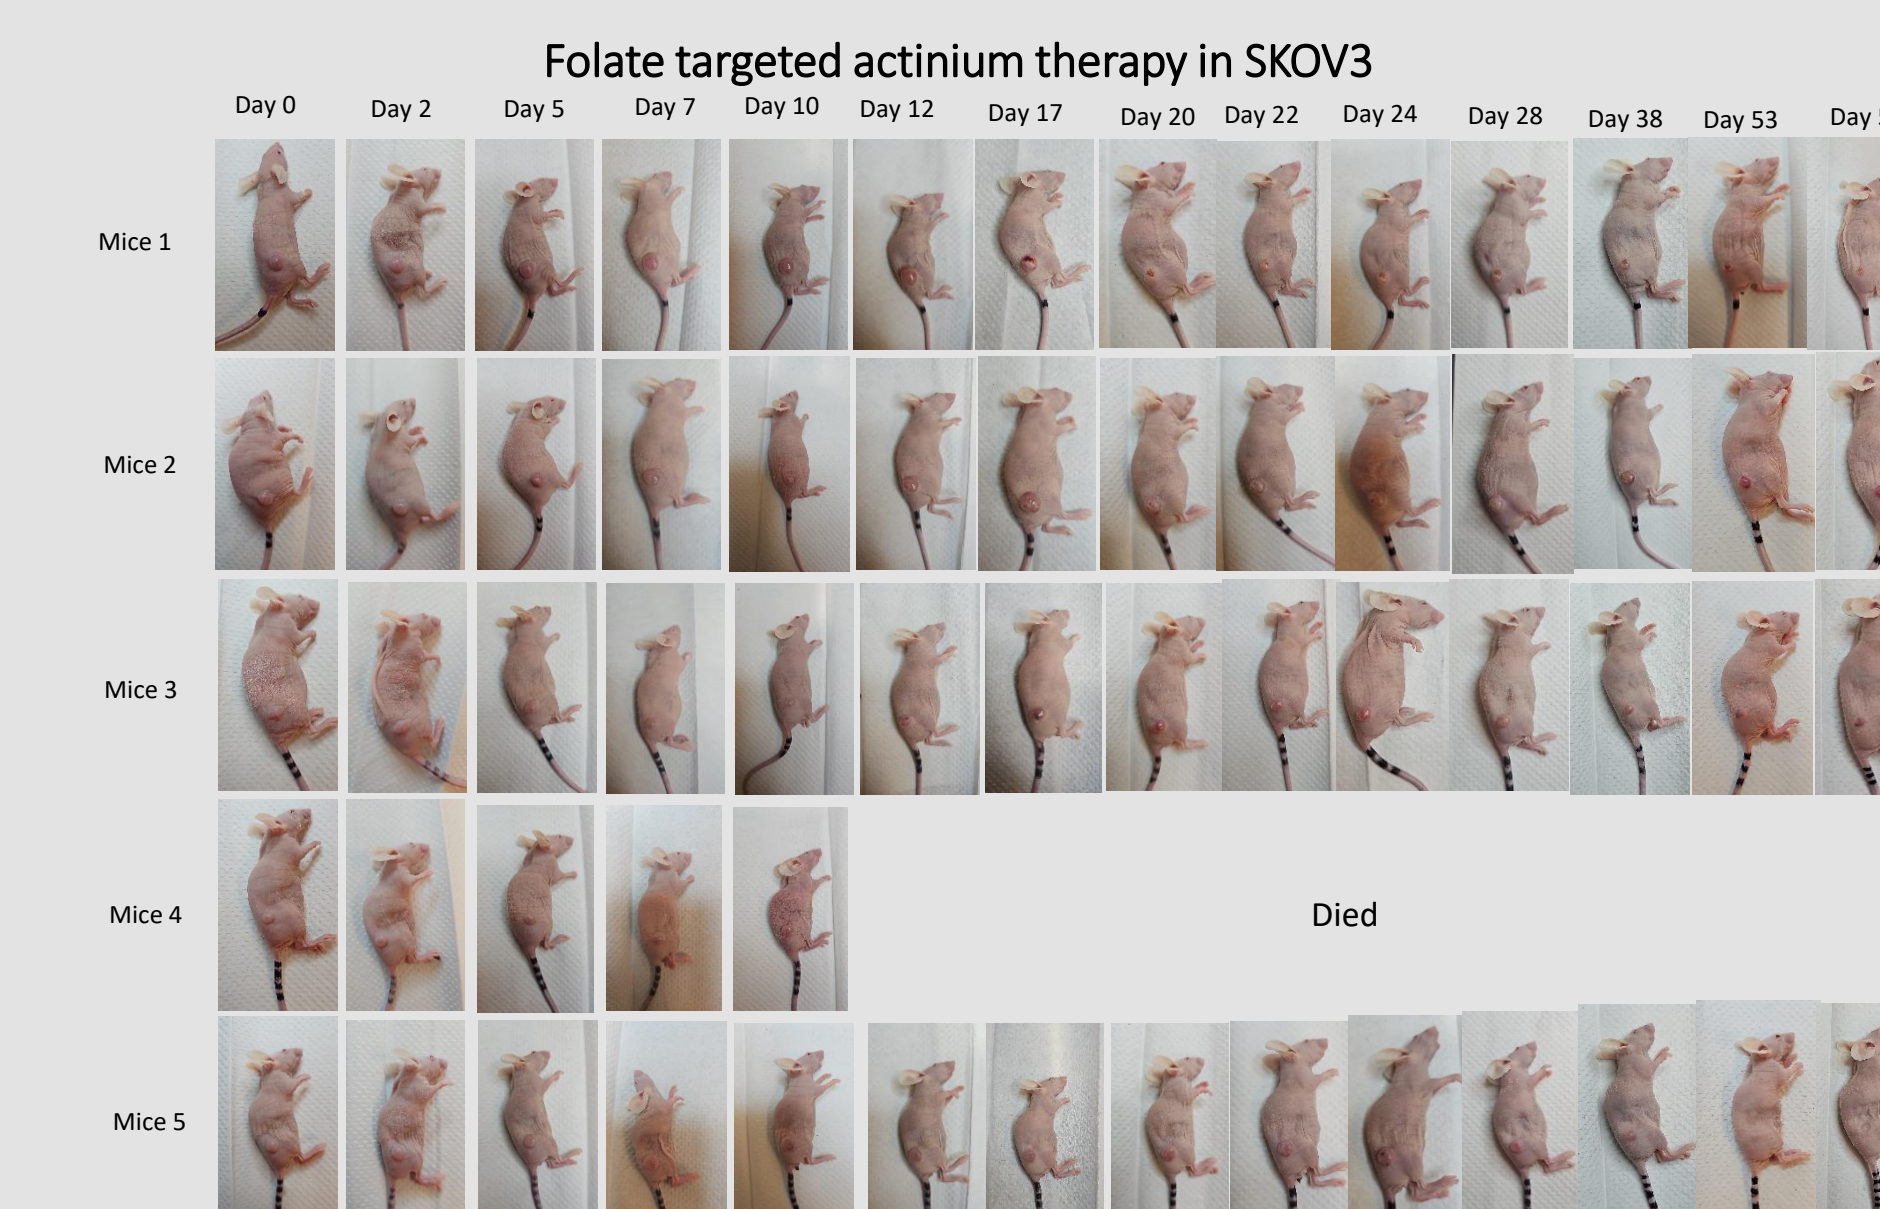 Folate targeted actinium therapy in SKOV3
Day 0 Day 2 Day 5 Day 7 Day 10 Day 12 Day 17 Day 20 Day 22 Day 24 Day 28 Day 38 Day 53 Day
Mice 1
Mice 2
Mice 3
Mice 4
Died
Mice 5